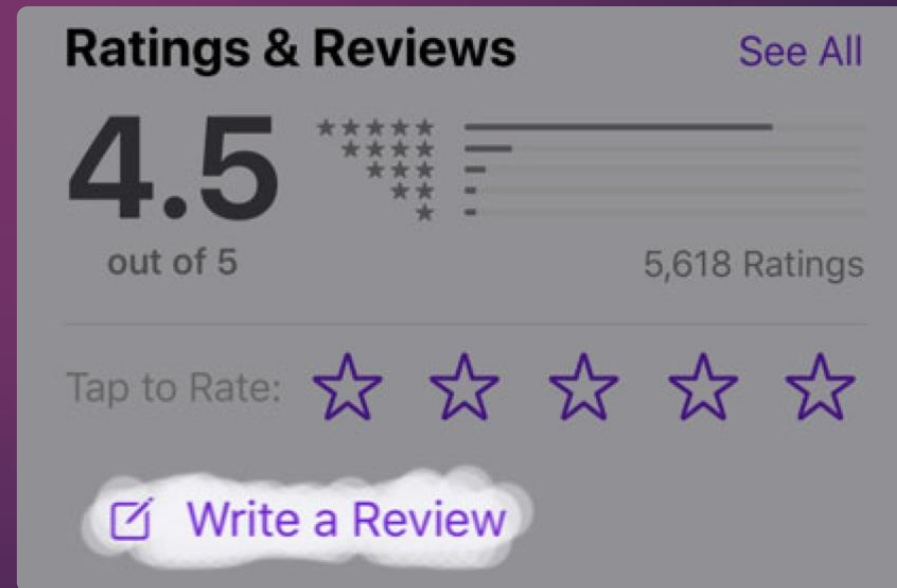 Ratings & Reviews See All
4.5
out of 5
5,618 Ratings
Tap to Rate:
Write a Review